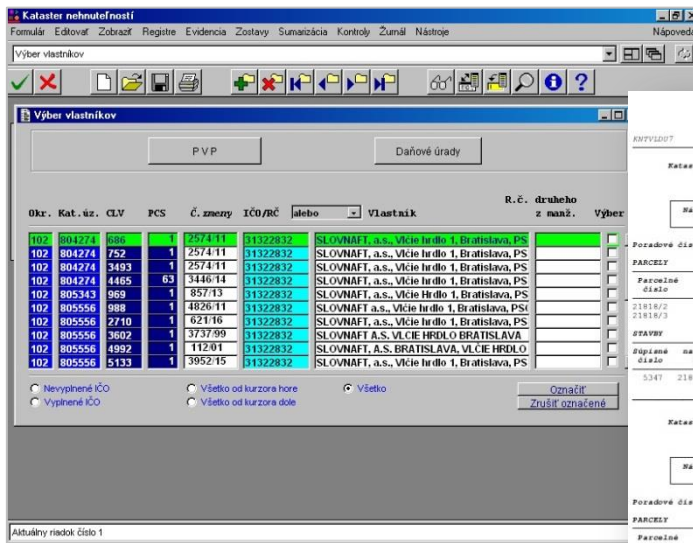 Kataster nehnuteľností
Formulár Editovať Zobraziť Registre Evidencia Zostavy Sumarizácia Kontroly Žurnál Nástroje Nápoveda
Výber vlastníkov
Výber vlastníkov
P V P Daňové úrady
R.č. druheho
Okr. Kat.úz. CLV PCS Č.zmeny IČO/RČ alebo Vlastník z manž. Výber
102 804274 686 1 2574/11 31322832 SLOVNAFT, a.s., Vlčie hrdlo 1, Bratislava, PS
102 804274 752 1 2574/11 31322832 SLOVNAFT, a.s., Vlčie hrdlo 1, Bratislava, PS
102 804274 3493 1 2574/11 31322832 SLOVNAFT, a.s., Vlčie hrdlo 1, Bratislava, PS
102 804274 4465 63 3446/14 31322832 SLOVNAFT, a.s., Vlčie hrdlo 1, Bratislava, PS
102 805343 969 1 857/13 31322832 SLOVNAFT, a.s., Vlčie Hrdlo 1, Bratislava, PS
102 805556 988 1 4826/11 31322832 SLOVNAFT a.s., Vlčie hrdlo 1, Bratislava, PS(
102 805556 2710 1 621/16 31322832 SLOVNAFT, a.s., Vlčie hrdlo 1, Bratislava, PS
102 805556 3602 1 3737/99 31322832 SLOVNAFT A.S. VLCIE HRDLO BRATISLAVA
102 805556 4992 1 112/01 31322832 SLOVNAFT, A.S. BRATISLAVA, VLČIE HRDLO
102 805556 5133 1 3952/15 31322832 SLOVNAFT, a.s., Vlčie hrdlo 1, Bratislava, PS
Nevyplnené IČO Všetko od kurzora hore Všetko Označiť
Vyplnené IČO Všetko od kurzora dole Zrušiť označené
Aktuálny riadok číslo 1
KNTVLDU7
Katas
Ná
Poradové čís
PARCELY
Parcelné
číslo
21818/2
21818/3
STAVBY
Súpisné na
číslo
5347 218
Katas
Ná
Poradové čís
PARCELY
Parcelné